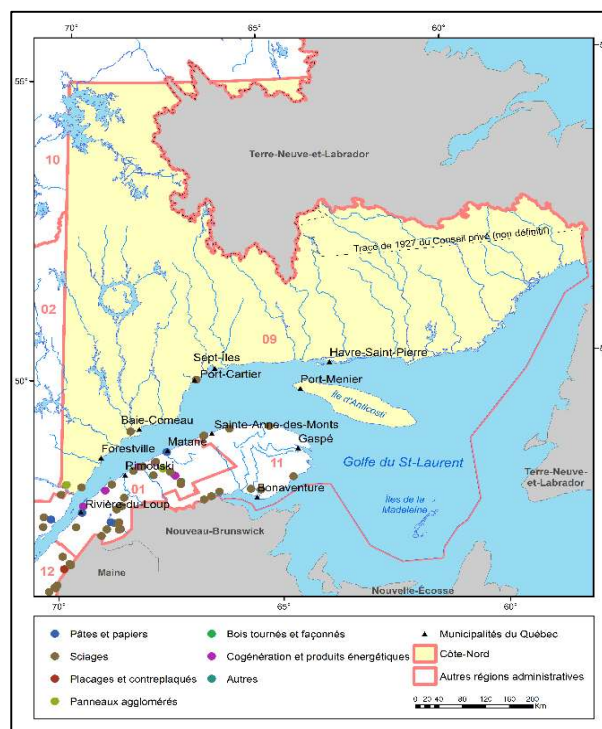 70°
65°
60°
55°
Terre-Neuve-et-Labrador
10
Tracé de 1927 du Conseil privé (non définitif)
02
09
Sept-Îles
Havre-Saint-Pierre
50°
Port-Cartier
Port-Menier
Île d'Anticosti
Baie-Comeau
Sainte-Anne-des-Monts
Forestville
Matane
Gaspé
Rimouski
11
Golfe du St-Laurent
01
Terre-Neuve-et-
Labrador
Rivière-du-Loup
Bonaventure
Îles de la
Madeleine
Nouveau-Brunswick
12
Maine
Nouvelle-Écosse
70°
65°
60°
Pâtes et papiers
Bois tournés et façonnés
Municipalités du Québec
Sciages
Cogénération et produits énergétiques
Côte-Nord
Placages et contreplaqués
Autres
Autres régions administratives
Panneaux agglomérés
0 20 40 80 120 160 200
Km